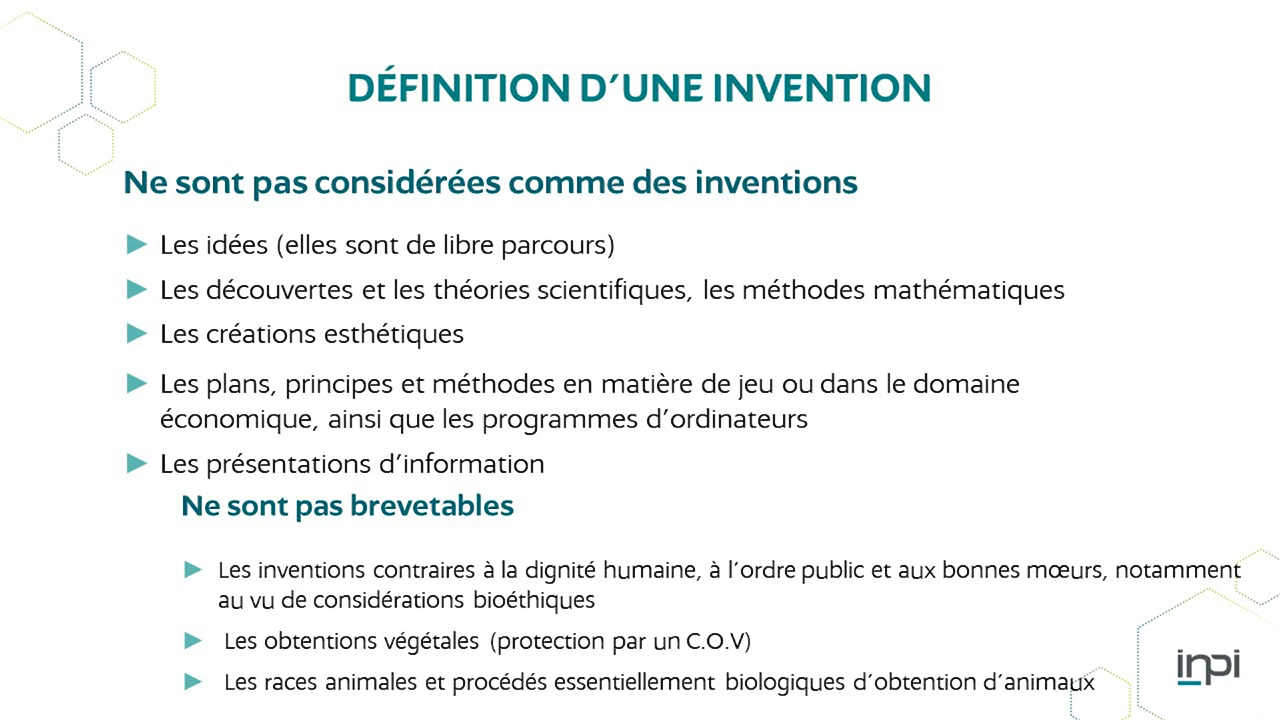 DÉFINITION D'UNE INVENTION
Ne sont pas considérées comme des inventions
► Les idées (elles sont de libre parcours)
► Les découvertes et les théories scientifiques, les méthodes mathématiques
► Les créations esthétiques
► Les plans, principes et méthodes en matière de jeu ou dans le domaine
économique, ainsi que les programmes d'ordinateurs
► Les présentations d'information
Ne sont pas brevetables
► Les inventions contraires à la dignité humaine, à l'ordre public et aux bonnes mœurs, notamment
au vu de considérations bioéthiques
► Les obtentions végétales (protection par un C.O.V)
► Les races animales et procédés essentiellement biologiques d'obtention d'animaux
inpi